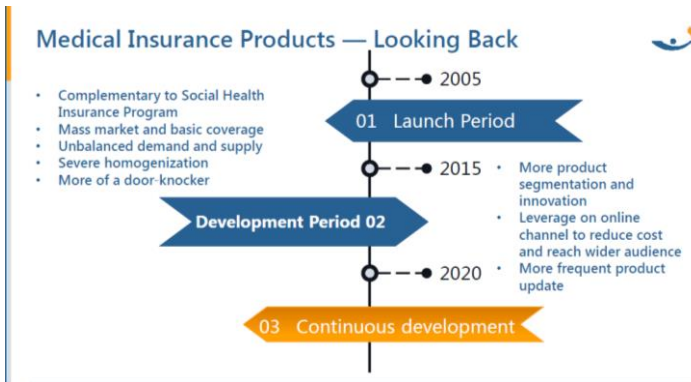 Medical Insurance Products — Looking Back
• Complementary to Social Health
Insurance Program
• Mass market and basic coverage
• Unbalanced demand and supply
• Severe homogenization
• More of a door-knocker
2005
01 Launch Period
2015
• More product
segmentation and
innovation
• Leverage on online
channel to reduce cost
and reach wider audience
• More frequent product
update
Development Period 02
2020
03 Continuous development